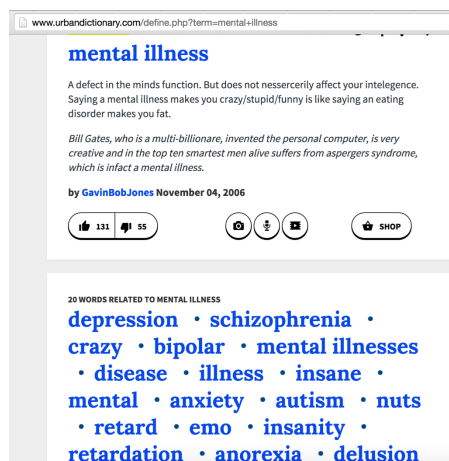 www.urbandictionary.com/define.php?term=mental+illness
mental illness
A defect in the minds function. But does not nessercerily affect your intelegence.
Saying a mental illness makes you crazy/stupid/funny is like saying an eating
disorder makes you fat.
Bill Gates, who is a multi-billionare, invented the personal computer, is very
creative and in the top ten smartest men alive suffers from aspergers syndrome,
which is infact a mental illness.
by GavinBobJones November 04, 2006
131 55 SHOP
20 WORDS RELATED TO MENTAL ILLNESS
depression • schizophrenia •
crazy • bipolar • mental illnesses
• disease • illness • insane •
mental • anxiety • autism • nuts
• retard • emo • insanity •
retardation • anorexia • delusion